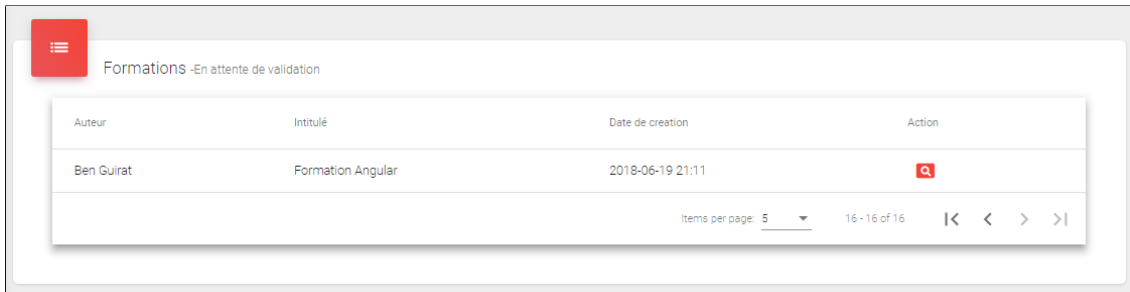 Formations -En attente de validation
Auteur Intitulé Date de creation Action
Ben Guirat Formation Angular 2018-06-19 21:11
Items per page: 5 16 - 16 of 16